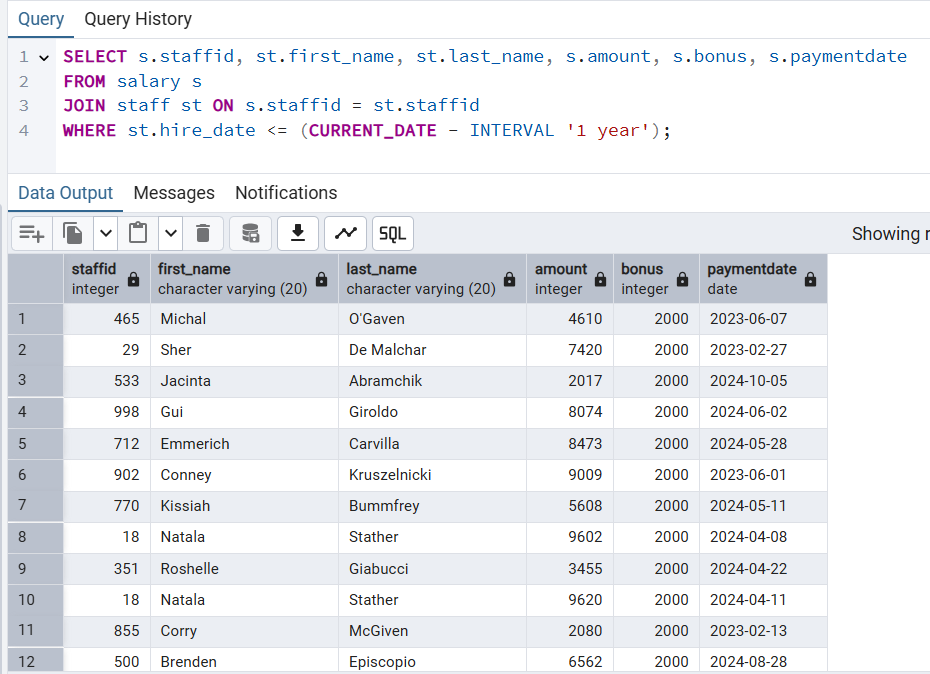 Query Query History
1 SELECT s.staffid, st.first_name, st.last_name, s.amount, s.bonus, s.paymentdate
2 FROM salary s
3 JOIN staff st ON s.staffid = st.staffid
4 WHERE st.hire_date <= (CURRENT_DATE - INTERVAL '1 year');
Data Output Messages Notifications
SQL Showing
staffid first_name last_name amount bonus paymentdate
integer character varying (20) character varying (20) integer integer date
1 465 Michal O'Gaven 4610 2000 2023-06-07
2 29 Sher De Malchar 7420 2000 2023-02-27
3 533 Jacinta Abramchik 2017 2000 2024-10-05
4 998 Gui Giroldo 8074 2000 2024-06-02
5 712 Emmerich Carvilla 8473 2000 2024-05-28
6 902 Conney Kruszelnicki 9009 2000 2023-06-01
7 770 Kissiah Bummfrey 5608 2000 2024-05-11
8 18 Natala Stather 9602 2000 2024-04-08
9 351 Roshelle Giabucci 3455 2000 2024-04-22
10 18 Natala Stather 9620 2000 2024-04-11
11 855 Corry McGiven 2080 2000 2023-02-13
12 500 Brenden Episcopio 6562 2000 2024-08-28